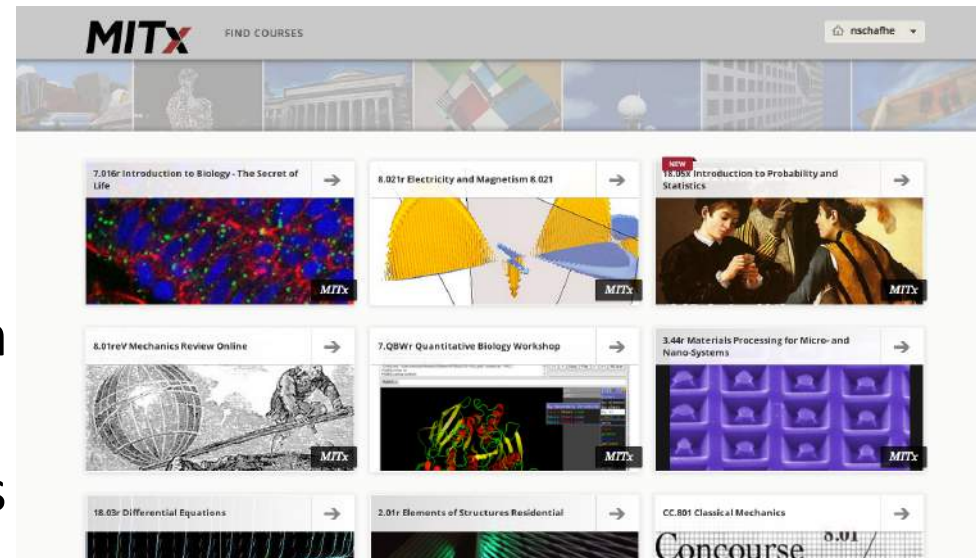 MITx
FIND COURSES
nschafhe
7.016r Introduction to Biology - The Secret of
Life
MITx
8.021r Electricity and Magnetism 8.021
MITx
NEW
18.05x Introduction to Probability and
Statistics
MITx
n
8.01reV Mechanics Review Online
MITx
7.QBWr Quantitative Biology Workshop
MITx
3.44r Materials Processing for Micro- and
Nano-Systems
MITx
s
18.03r Differential Equations
2.01r Elements of Structures Residential
CC.801 Classical Mechanics
Concourse
8.01